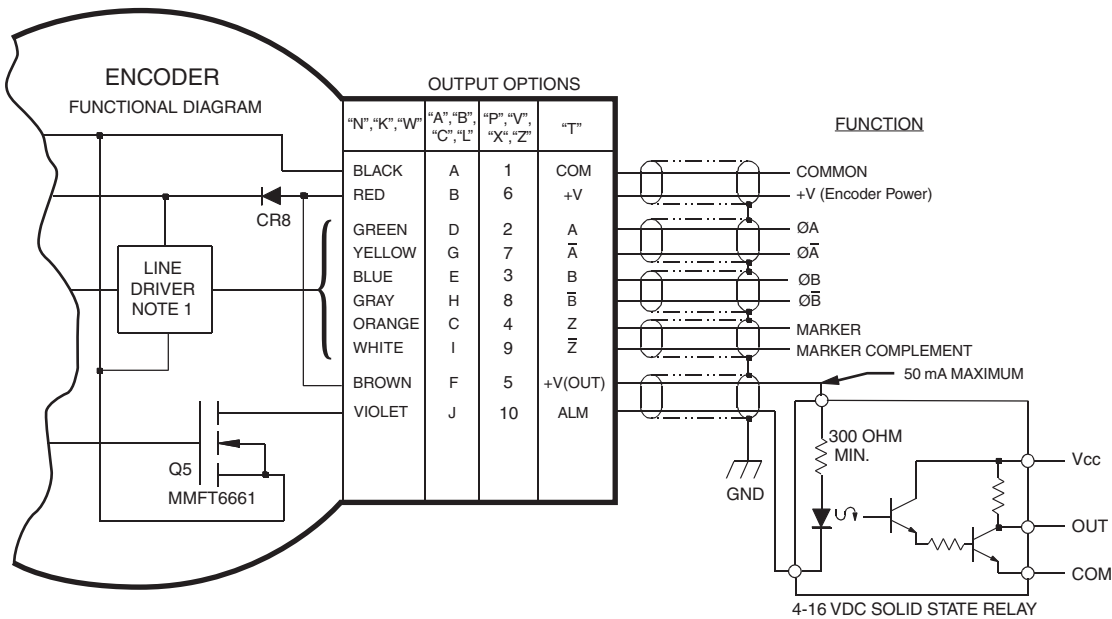 ENCODER
FUNCTIONAL DIAGRAM
OUTPUT OPTIONS
FUNCTION
“N”,“K”,“W” “A”,“B”, “C”,“L” “P”,“V”, “X“,“Z” “T”
BLACK A 1 COM COMMON
RED B 6 +V +V (Encoder Power)
CR8
GREEN D 2 A ØA
YELLOW G 7 A̅ ØA̅
BLUE E 3 B ØB
GRAY H 8 B̅ ØB̅
ORANGE C 4 Z MARKER
WHITE I 9 Z̅ MARKER COMPLEMENT
LINE
DRIVER
NOTE 1
BROWN F 5 +V(OUT) 50 mA MAXIMUM
VIOLET J 10 ALM
Q5
MMFT6661
GND
300 OHM
MIN.
Vcc
OUT
COM
4-16 VDC SOLID STATE RELAY